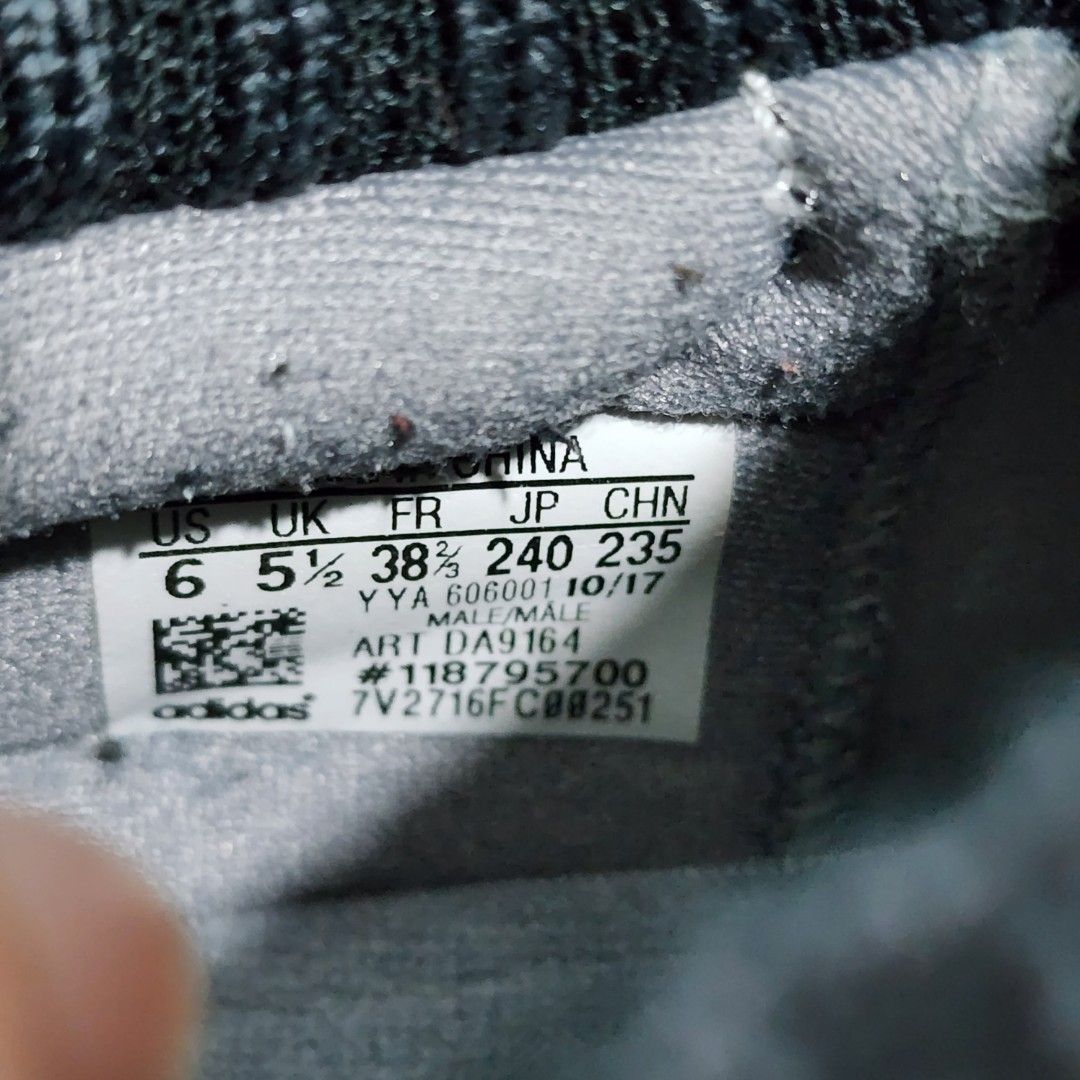 CHINA
US UK FR JP CHN
6 5½ 38⅔ 240 235
YYA 606001 10/17
MALE/MÂLE
ART DA9164
#118795700
adidas 7V2716FC00251